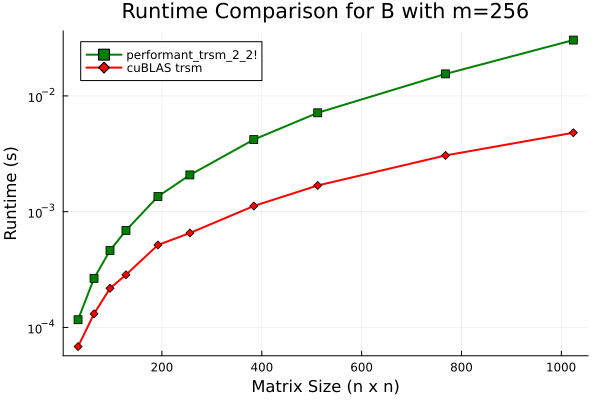 Runtime Comparison for B with m=256
performant_trsm_2_2!
cuBLAS trsm
Runtime (s)
10⁻²
10⁻³
10⁻⁴
200 400 600 800 1000
Matrix Size (n x n)